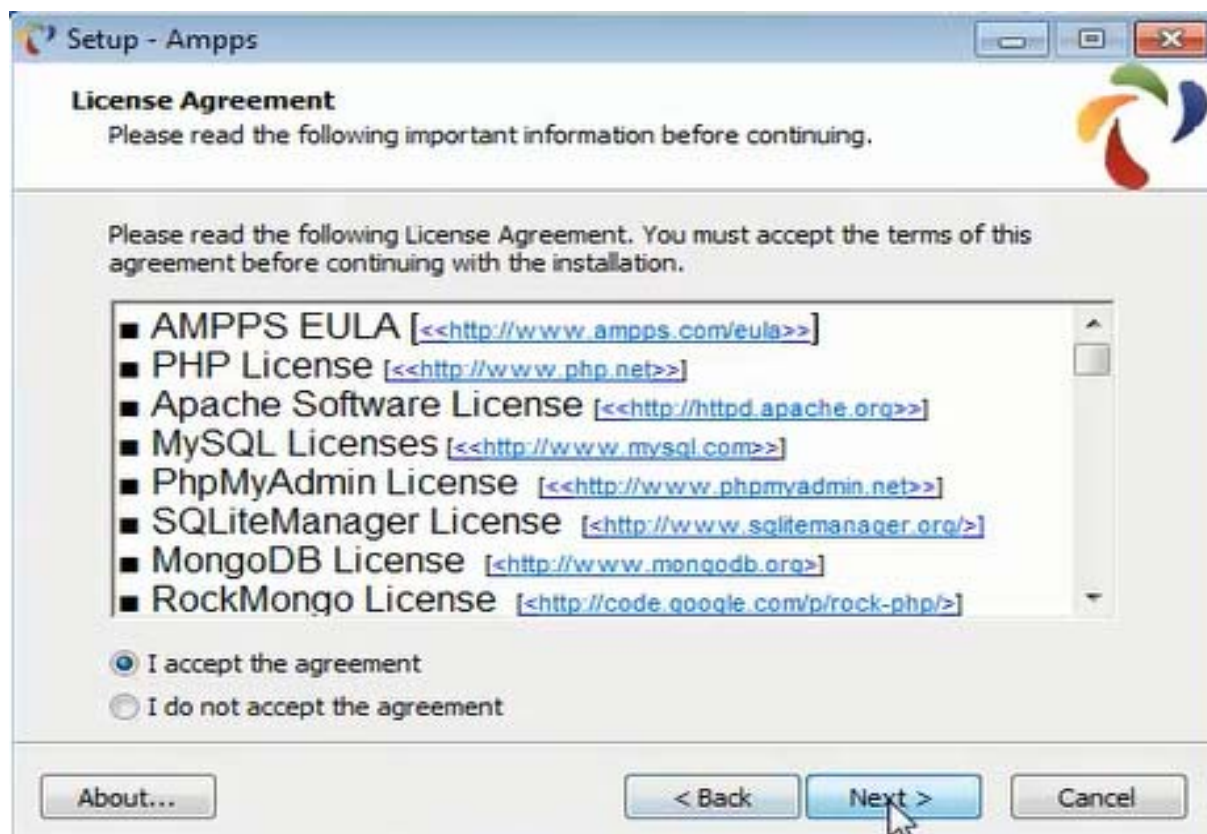 Setup - Ampps
License Agreement
Please read the following important information before continuing.
Please read the following License Agreement. You must accept the terms of this
agreement before continuing with the installation.
■ AMPPS EULA [<<http://www.ampps.com/eula>>]
■ PHP License [<<http://www.php.net>>]
■ Apache Software License [<<http://httpd.apache.org>>]
■ MySQL Licenses [<<http://www.mysql.com>>]
■ PhpMyAdmin License [<<http://www.phpmyadmin.net>>]
■ SQLiteManager License [<http://www.sqlitemanager.org/>]
■ MongoDB License [<http://www.mongodb.org>]
■ RockMongo License [<http://code.google.com/p/rock-php/>]
I accept the agreement
I do not accept the agreement
About... < Back Next > Cancel